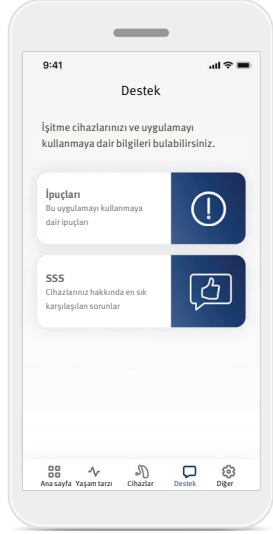 9:41
Destek
İşitme cihazlarınızı ve uygulamayı
kullanmaya dair bilgileri bulabilirsiniz.
İpuçları
Bu uygulamayı kullanmaya
dair ipuçları
SSS
Cihazlarınız hakkında en sık
karşılaşılan sorunlar
Ana sayfa Yaşam tarzı Cihazlar Destek Diğer